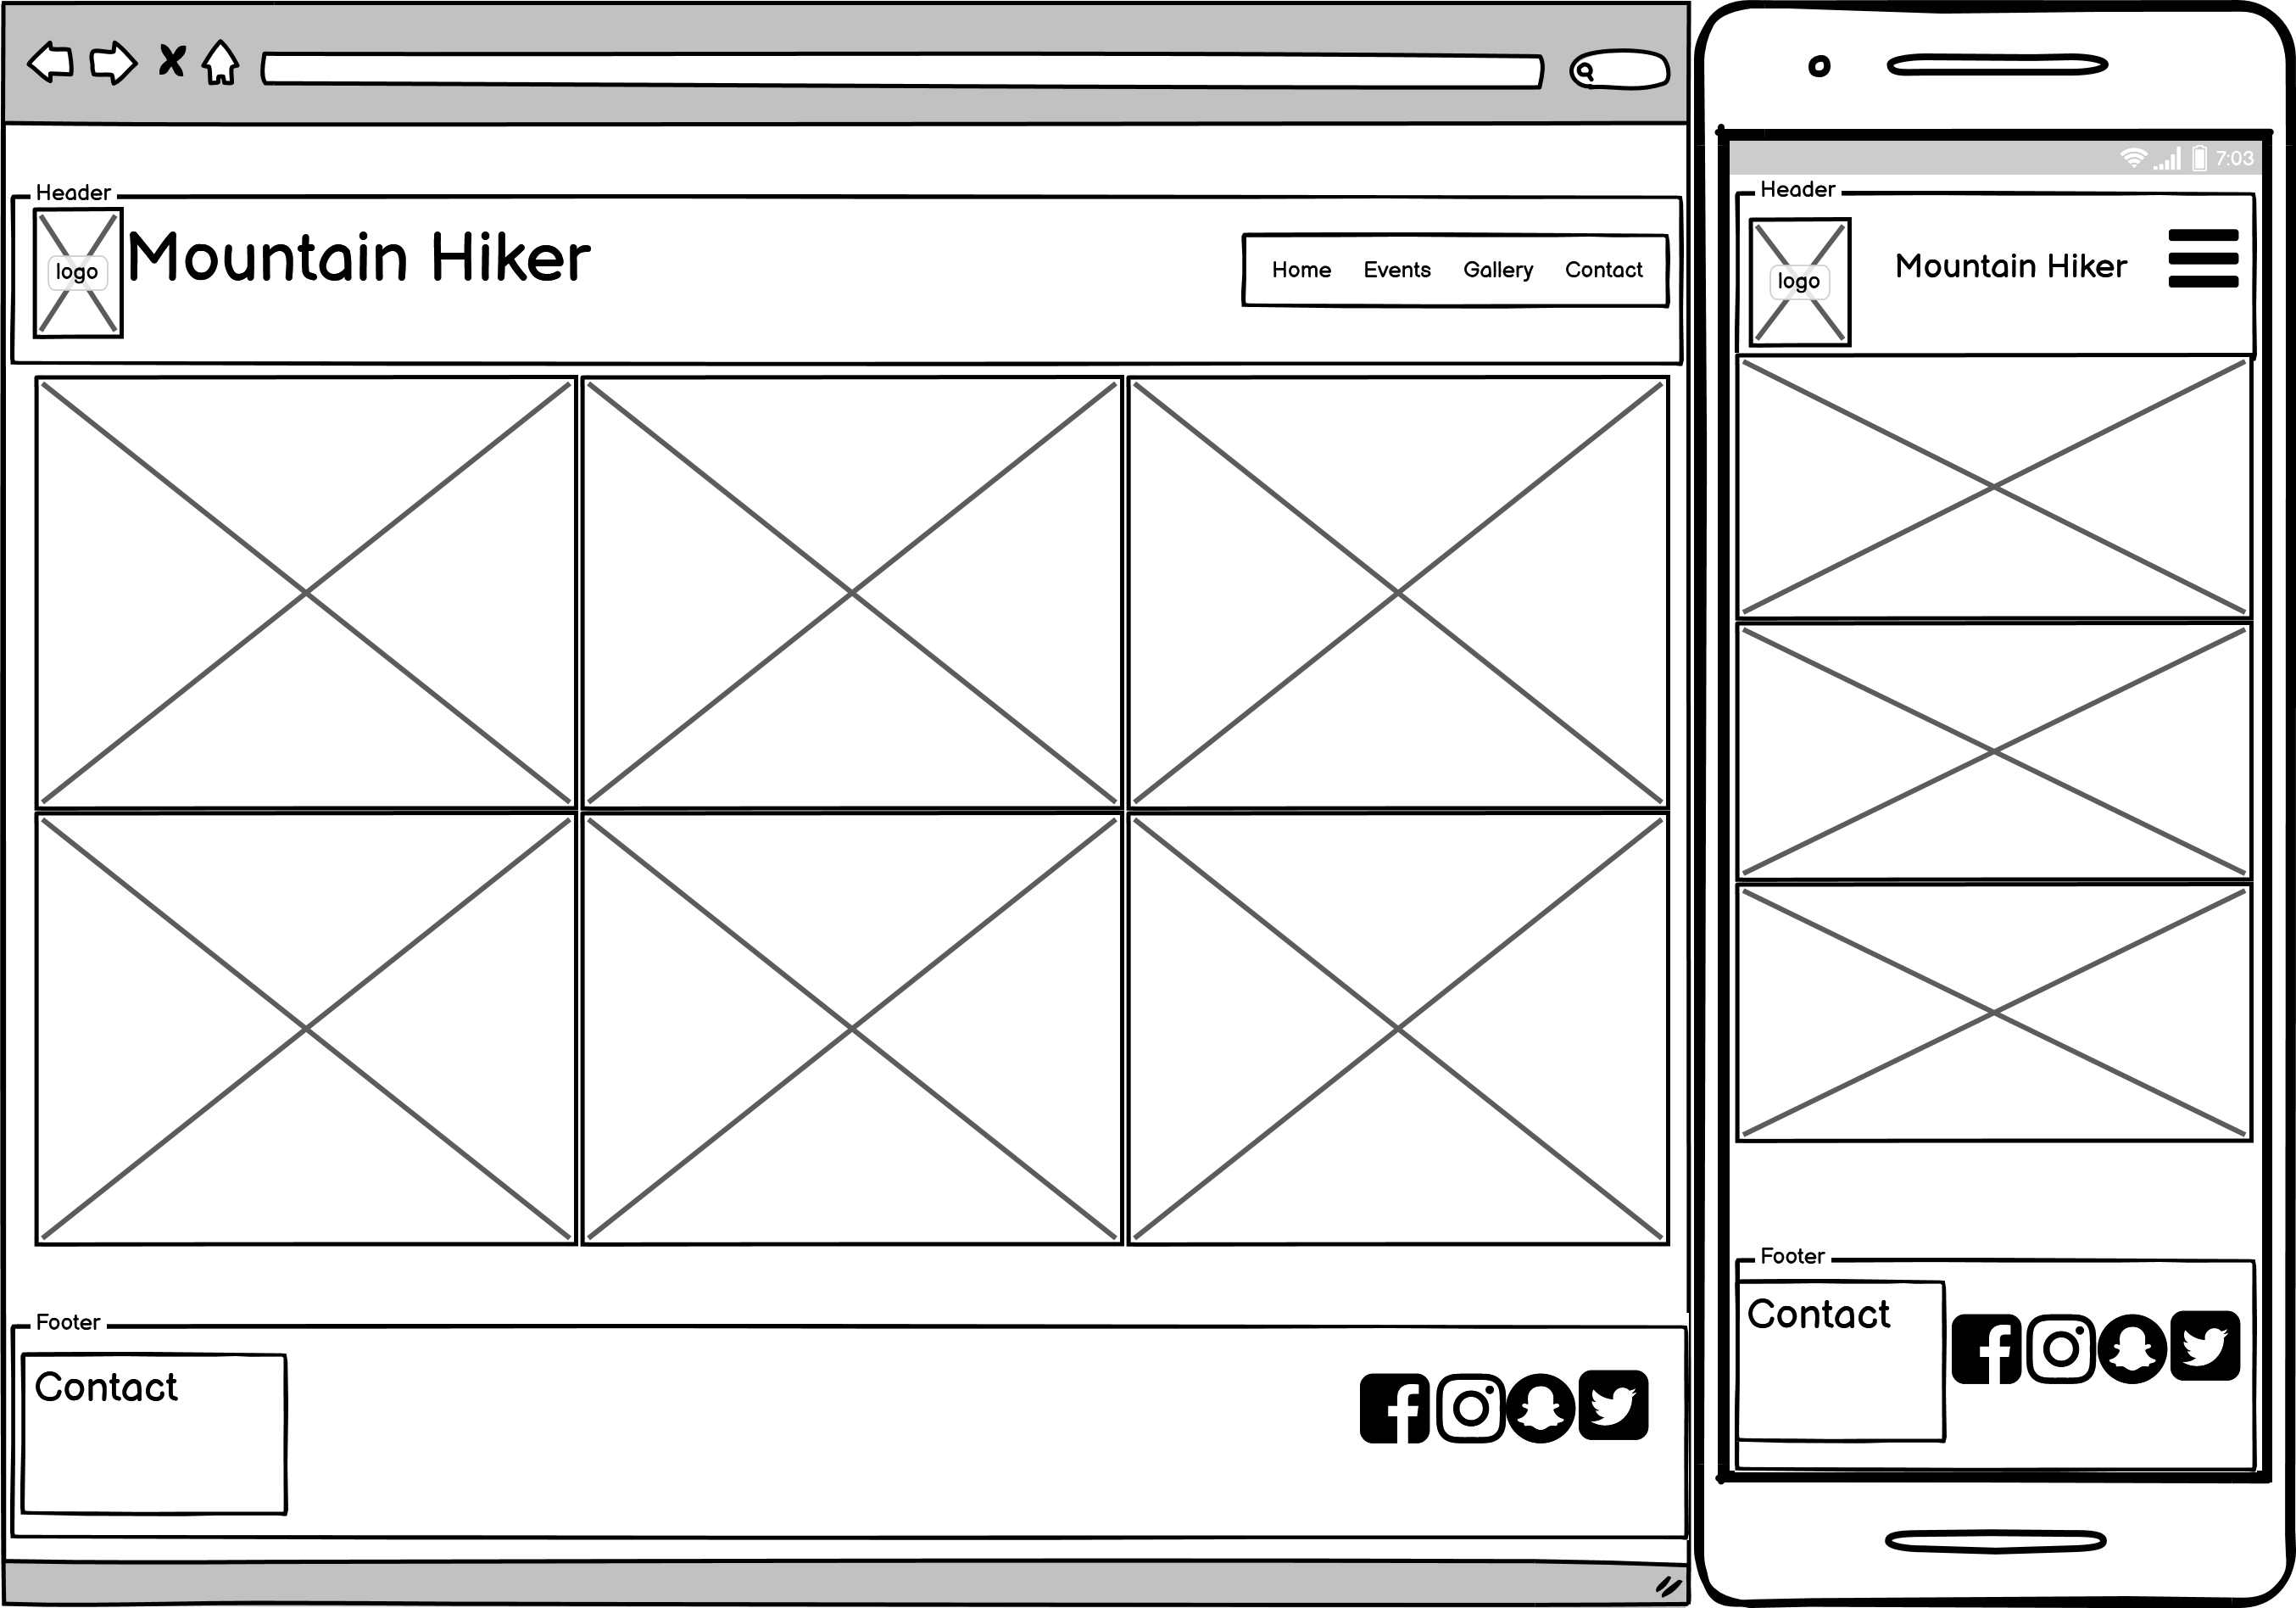 Header
logo
Mountain Hiker
Home Events Gallery Contact
Footer
Contact
7:03
Header
logo
Mountain Hiker
Footer
Contact